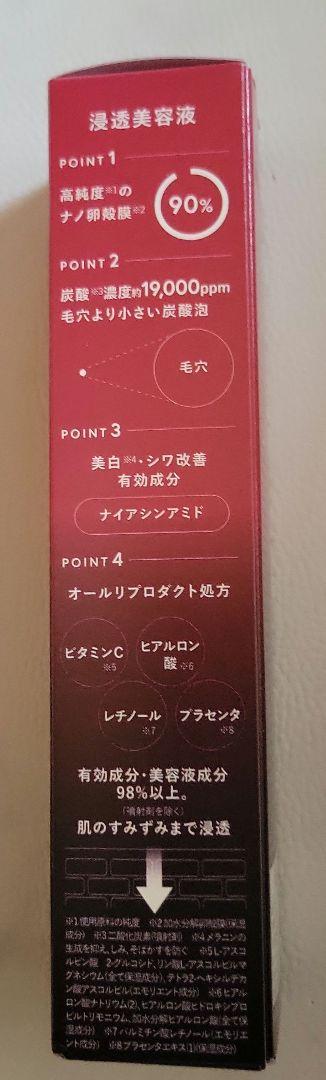 浸透美容液
POINT 1
高純度※1の
ナノ卵殻膜※2
90%
POINT 2
炭酸※3濃度約19,000ppm
毛穴より小さい炭酸泡
毛穴
POINT 3
美白※4・シワ改善
有効成分
ナイアシンアミド
POINT 4
オールリプロダクト処方
ビタミンC
※5
ヒアルロン
酸※6
レチノール
※7
プラセンタ
※8
有効成分・美容液成分
98%以上。
(噴射剤を除く)
肌のすみずみまで浸透
※1使用原料の純度 ※2加水分解卵殻膜(保湿
成分) ※3二酸化炭素(噴射剤) ※4メラニンの
生成を抑え、しみ、そばかすを防ぐ ※5 L-アスコ
ルビン酸 2-グルコシド、リン酸L-アスコルビルマ
グネシウム(全て保湿成分)、テトラ2-ヘキシルデカ
ン酸アスコルビル(エモリエント成分) ※6ヒアル
ロン酸ナトリウム(2)、ヒアルロン酸ヒドロキシプロ
ピルトリモニウム、加水分解ヒアルロン酸(全て保
湿成分) ※7パルミチン酸レチノール(エモリエ
ント成分) ※8プラセンタエキス(1)(保湿成分)